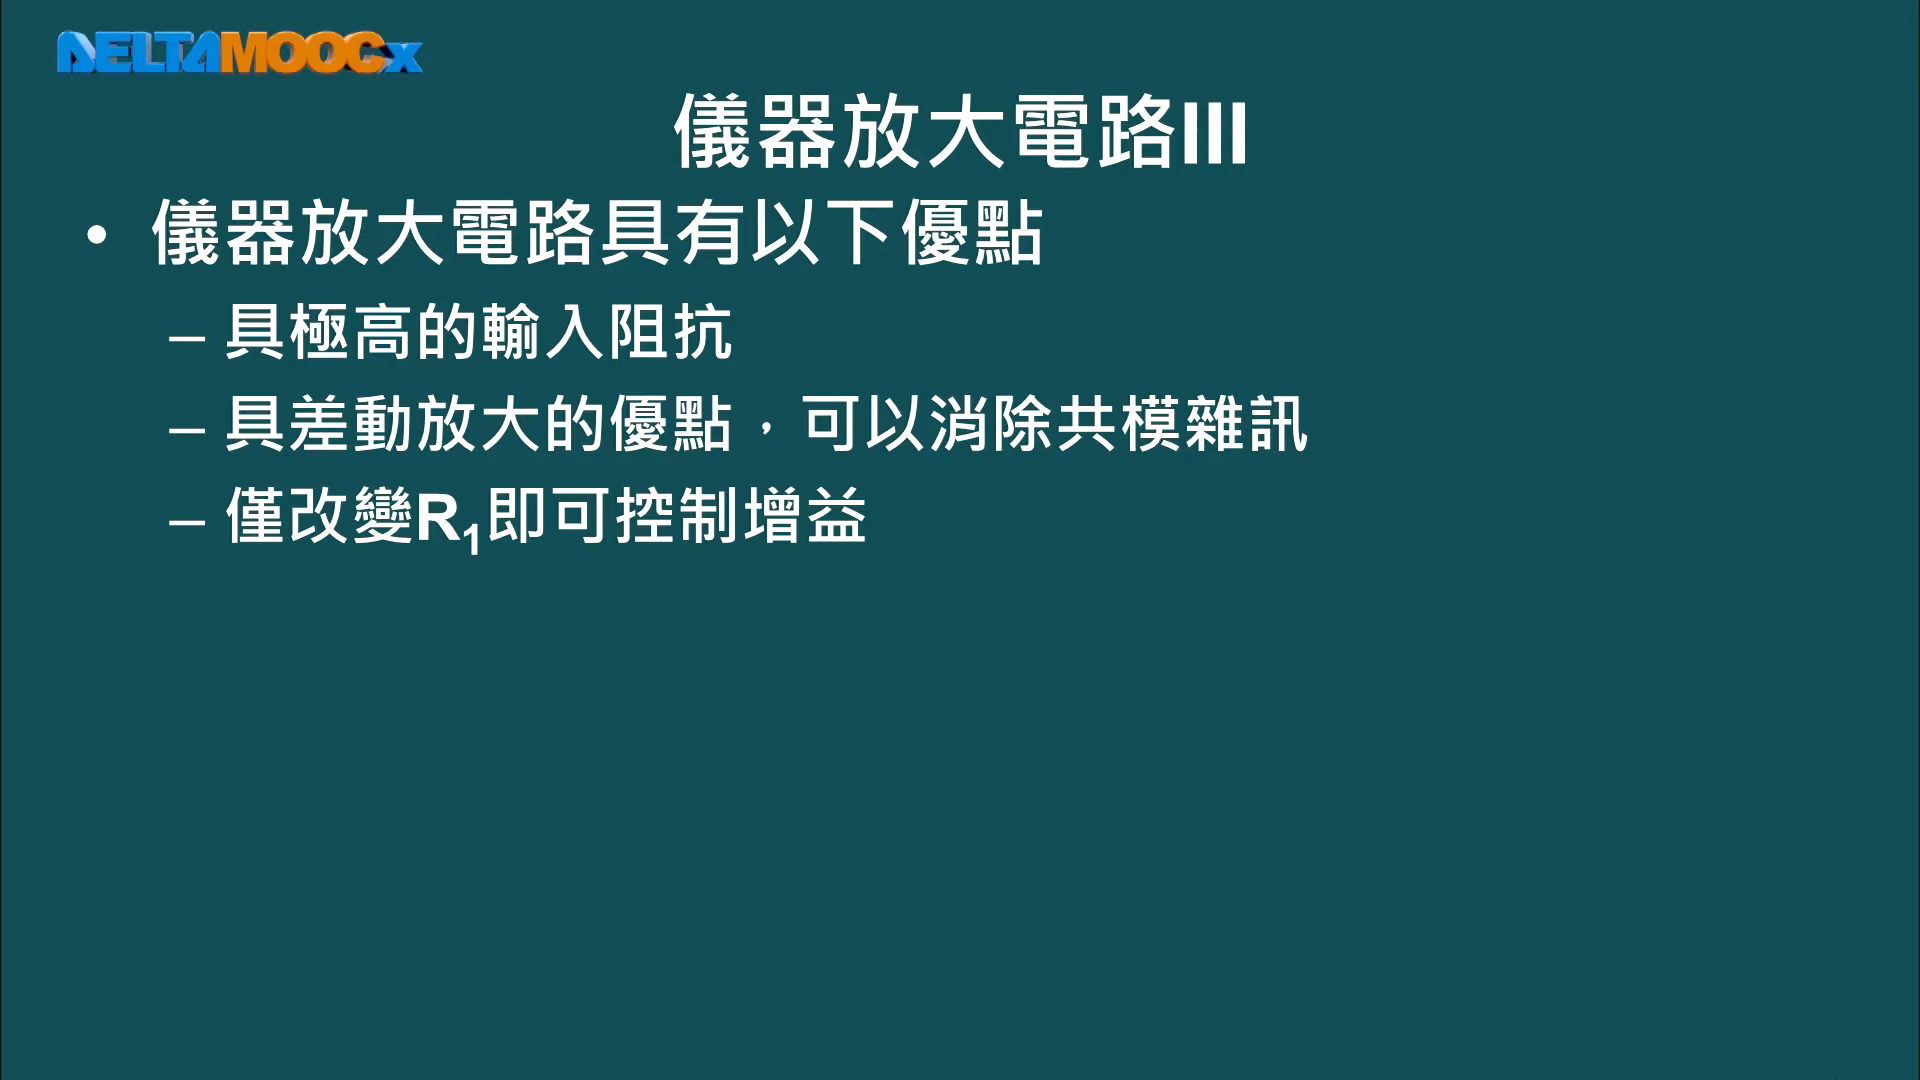 DELTAMOOCx
儀器放大電路III
• 儀器放大電路具有以下優點
– 具極高的輸入阻抗
– 具差動放大的優點，可以消除共模雜訊
– 僅改變R₁即可控制增益